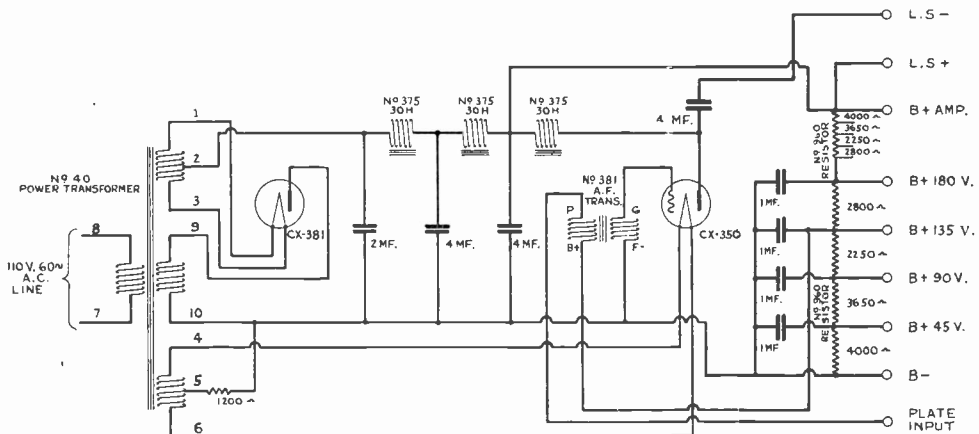 L.S -
L.S +
B + AMP.
B + 180 V.
B + 135 V.
B + 90 V.
B + 45 V.
B -
PLATE
INPUT
Nº 375
30H
Nº 375
30H
Nº 375
30H
4 MF.
4000 ~
3650 ~
2250 ~
2800 ~
Nº 960
RESISTOR
1
2
3
Nº 40
POWER TRANSFORMER
8
9
110 V. 60~
A.C.
LINE
7
10
4
5
1200 ~
6
CX-381
2 MF.
4 MF.
4 MF.
Nº 381
A.F.
TRANS.
P
B+
G
F-
CX-350
1 MF.
1 MF.
1 MF.
1 MF
2800 ~
2250 ~
3650 ~
4000 ~
Nº 960
RESISTOR